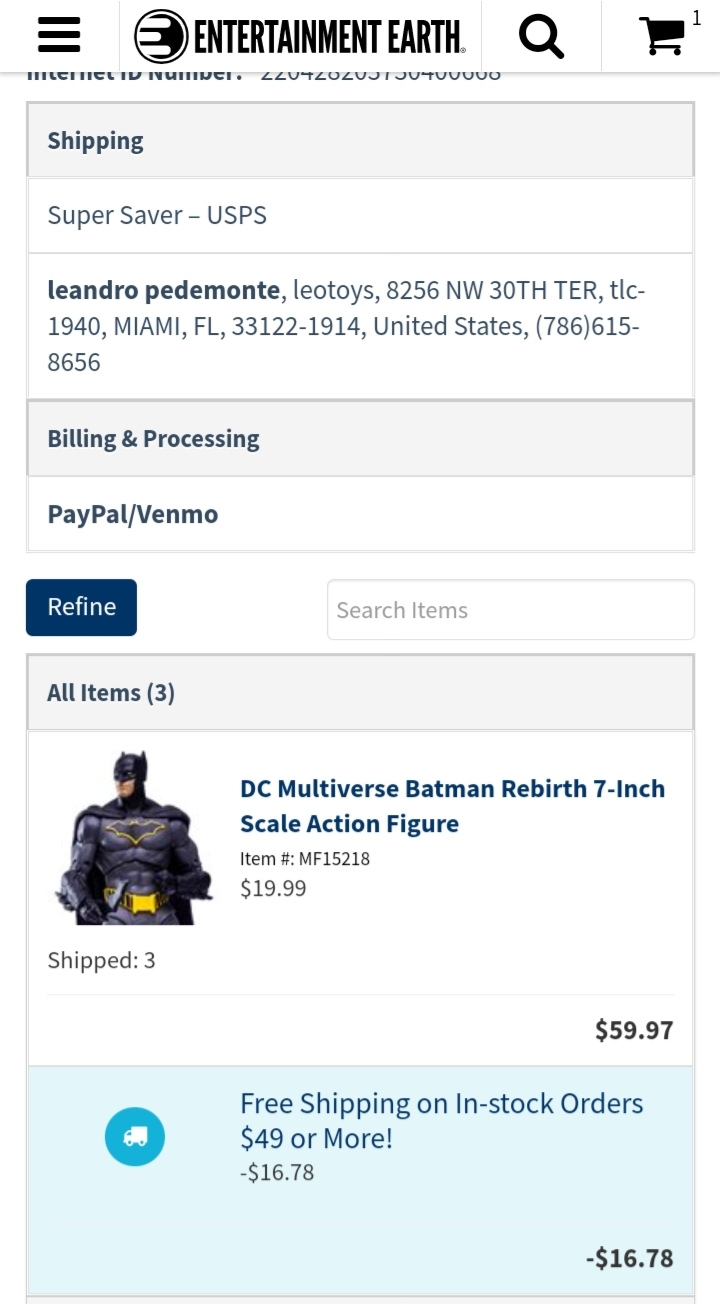 ENTERTAINMENT EARTH
1
Internet ID Number: 220428203730400668
Shipping
Super Saver – USPS
leandro pedemonte, leotoys, 8256 NW 30TH TER, tlc-
1940, MIAMI, FL, 33122-1914, United States, (786)615-
8656
Billing & Processing
PayPal/Venmo
Refine
Search Items
All Items (3)
DC Multiverse Batman Rebirth 7-Inch
Scale Action Figure
Item #: MF15218
$19.99
Shipped: 3
$59.97
Free Shipping on In-stock Orders
$49 or More!
-$16.78
-$16.78